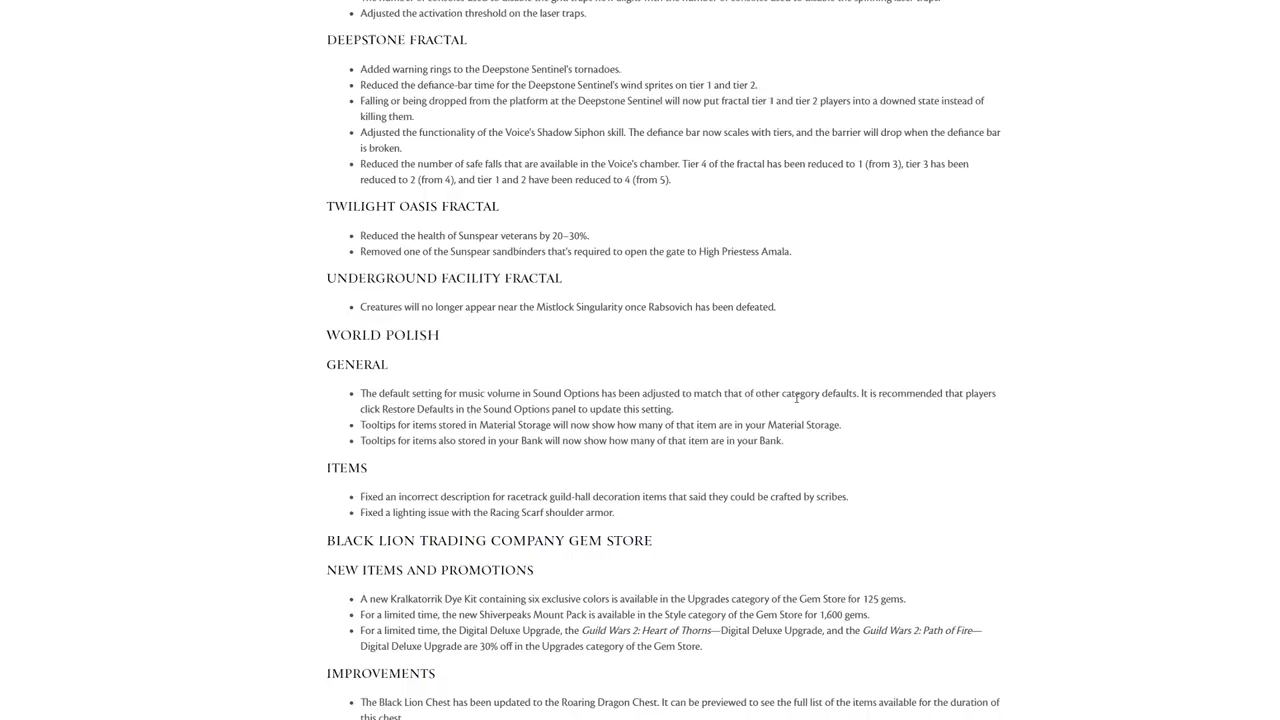 Adjusted the activation threshold on the laser traps.
DEEPSTONE FRACTAL
Added warning rings to the Deepstone Sentinel's tornadoes.
Reduced the defiance-bar time for the Deepstone Sentinel's wind sprites on tier 1 and tier 2.
Falling or being dropped from the platform at the Deepstone Sentinel will now put fractal tier 1 and tier 2 players into a downed state instead of
killing them.
Adjusted the functionality of the Voice's Shadow Siphon skill. The defiance bar now scales with tiers, and the barrier will drop when the defiance bar
is broken.
Reduced the number of safe falls that are available in the Voice's chamber. Tier 4 of the fractal has been reduced to 1 (from 3), tier 3 has been
reduced to 2 (from 4), and tier 1 and 2 have been reduced to 4 (from 5).
TWILIGHT OASIS FRACTAL
Reduced the health of Sunspear veterans by 20–30%.
Removed one of the Sunspear sandbinders that's required to open the gate to High Priestess Amala.
UNDERGROUND FACILITY FRACTAL
Creatures will no longer appear near the Mistlock Singularity once Rabsovich has been defeated.
WORLD POLISH
GENERAL
The default setting for music volume in Sound Options has been adjusted to match that of other category defaults. It is recommended that players
click Restore Defaults in the Sound Options panel to update this setting.
Tooltips for items stored in Material Storage will now show how many of that item are in your Material Storage.
Tooltips for items also stored in your Bank will now show how many of that item are in your Bank.
ITEMS
Fixed an incorrect description for racetrack guild-hall decoration items that said they could be crafted by scribes.
Fixed a lighting issue with the Racing Scarf shoulder armor.
BLACK LION TRADING COMPANY GEM STORE
NEW ITEMS AND PROMOTIONS
A new Kralkatorrik Dye Kit containing six exclusive colors is available in the Upgrades category of the Gem Store for 125 gems.
For a limited time, the new Shiverpeaks Mount Pack is available in the Style category of the Gem Store for 1,600 gems.
For a limited time, the Digital Deluxe Upgrade, the Guild Wars 2: Heart of Thorns—Digital Deluxe Upgrade, and the Guild Wars 2: Path of Fire—
Digital Deluxe Upgrade are 30% off in the Upgrades category of the Gem Store.
IMPROVEMENTS
The Black Lion Chest has been updated to the Roaring Dragon Chest. It can be previewed to see the full list of the items available for the duration of
this chest.